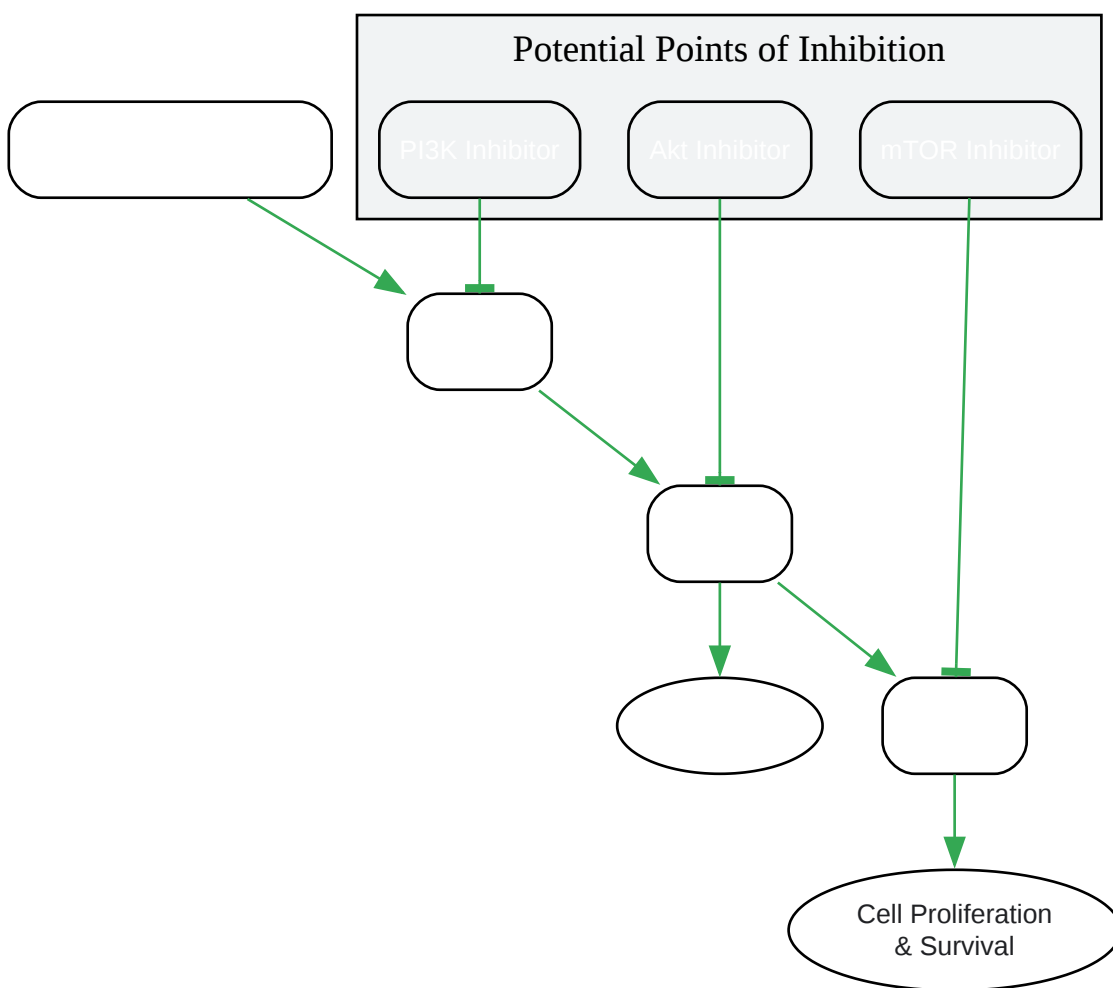 Potential Points of Inhibition
PI3K Inhibitor
Akt Inhibitor
mTOR Inhibitor
Cell Proliferation
& Survival